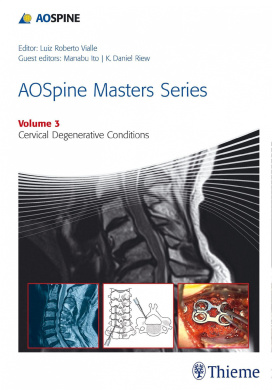 AOSPINE
Editor: Luiz Roberto Vialle
Guest editors: Manabu Ito | K. Daniel Riew
AOSpine Masters Series
Volume 3
Cervical Degenerative Conditions
Thieme